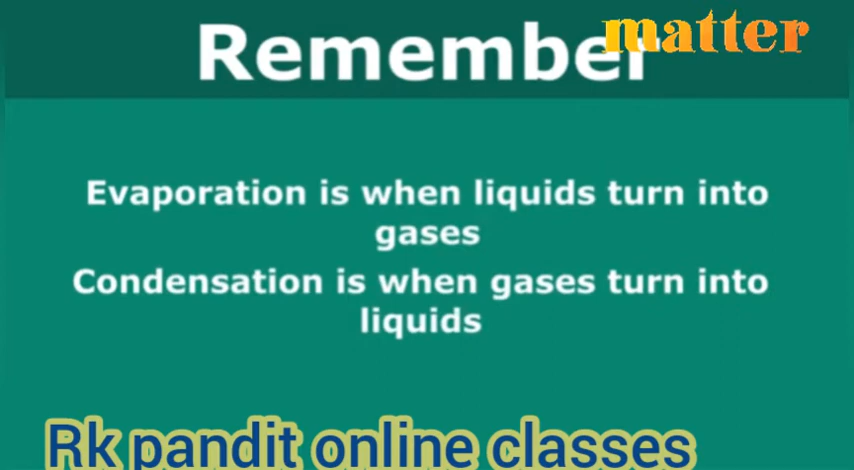 Remember
matter
Evaporation is when liquids turn into
gases
Condensation is when gases turn into
liquids
Rk pandit online classes